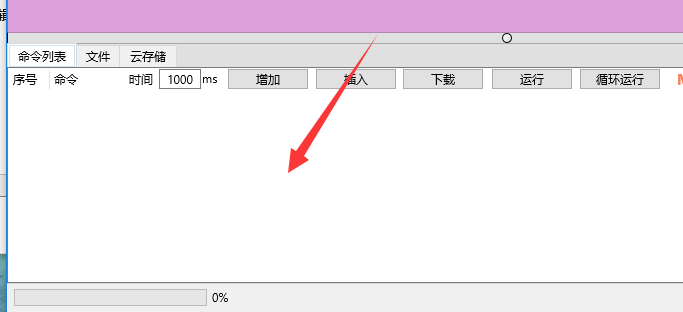 命令列表 文件 云存储
序号 命令 时间 1000 ms 增加 插入 下载 运行 循环运行
0%